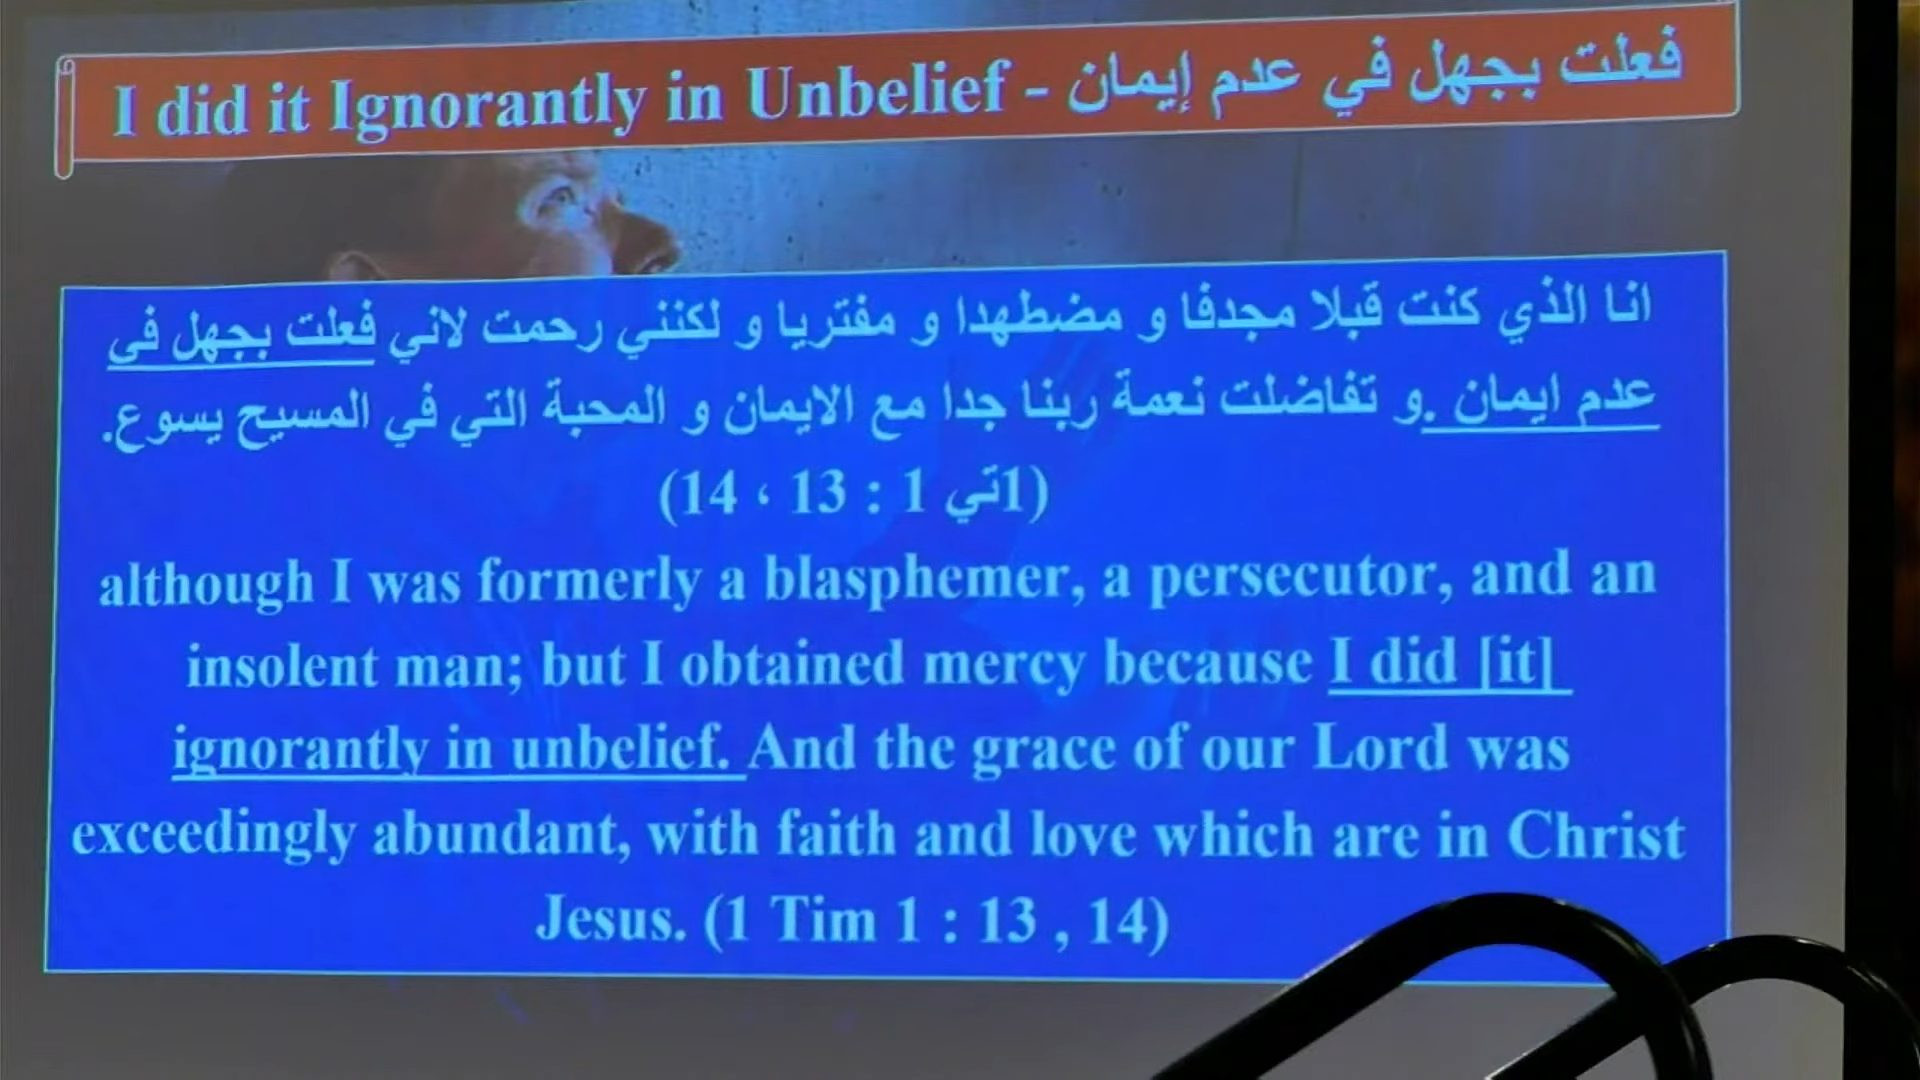 I did it Ignorantly in Unbelief - فعلت بجهل في عدم إيمان
انا الذي كنت قبلا مجدفا و مضطهدا و مفتريا و لكنني رحمت لاني فعلت بجهل في
عدم ايمان .و تفاضلت نعمة ربنا جدا مع الايمان و المحبة التي في المسيح يسوع.
(1تي 1 : 13 ، 14)
although I was formerly a blasphemer, a persecutor, and an
insolent man; but I obtained mercy because I did [it]
ignorantly in unbelief. And the grace of our Lord was
exceedingly abundant, with faith and love which are in Christ
Jesus. (1 Tim 1 : 13 , 14)